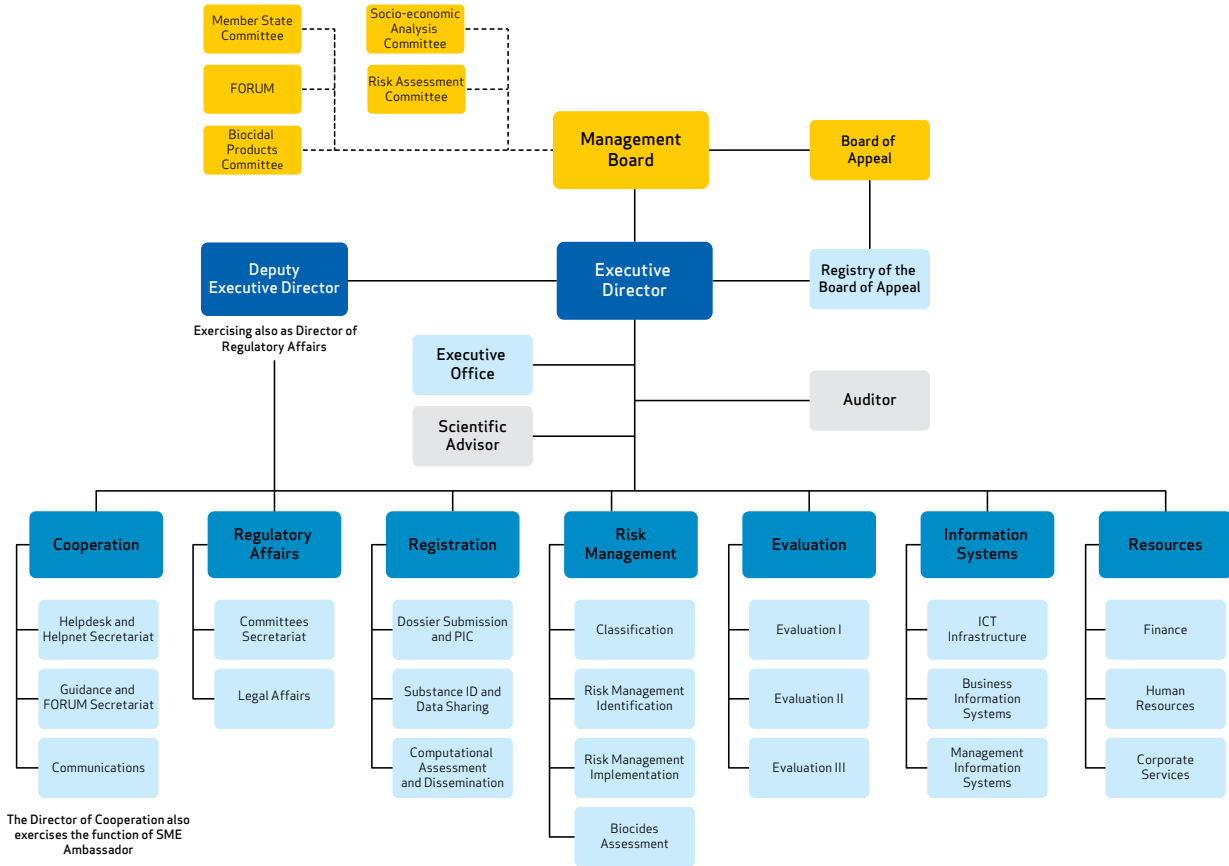 Member State
Committee
Socio-economic
Analysis
Committee
FORUM
Risk Assessment
Committee
Biocidal
Products
Committee
Management
Board
Board of
Appeal
Deputy
Executive Director
Executive
Director
Registry of the
Board of Appeal
Exercising also as Director of
Regulatory Affairs
Executive
Office
Auditor
Scientific
Advisor
Cooperation
Regulatory
Affairs
Registration
Risk
Management
Evaluation
Information
Systems
Resources
Helpdesk and
Helpnet Secretariat
Committees
Secretariat
Dossier Submission
and PIC
Classification
Evaluation I
ICT
Infrastructure
Finance
Guidance and
FORUM Secretariat
Legal Affairs
Substance ID and
Data Sharing
Risk Management
Identification
Evaluation II
Business
Information
Systems
Human
Resources
Communications
Computational
Assessment
and Dissemination
Risk Management
Implementation
Evaluation III
Management
Information
Systems
Corporate
Services
The Director of Cooperation also
exercises the function of SME
Ambassador
Biocides
Assessment